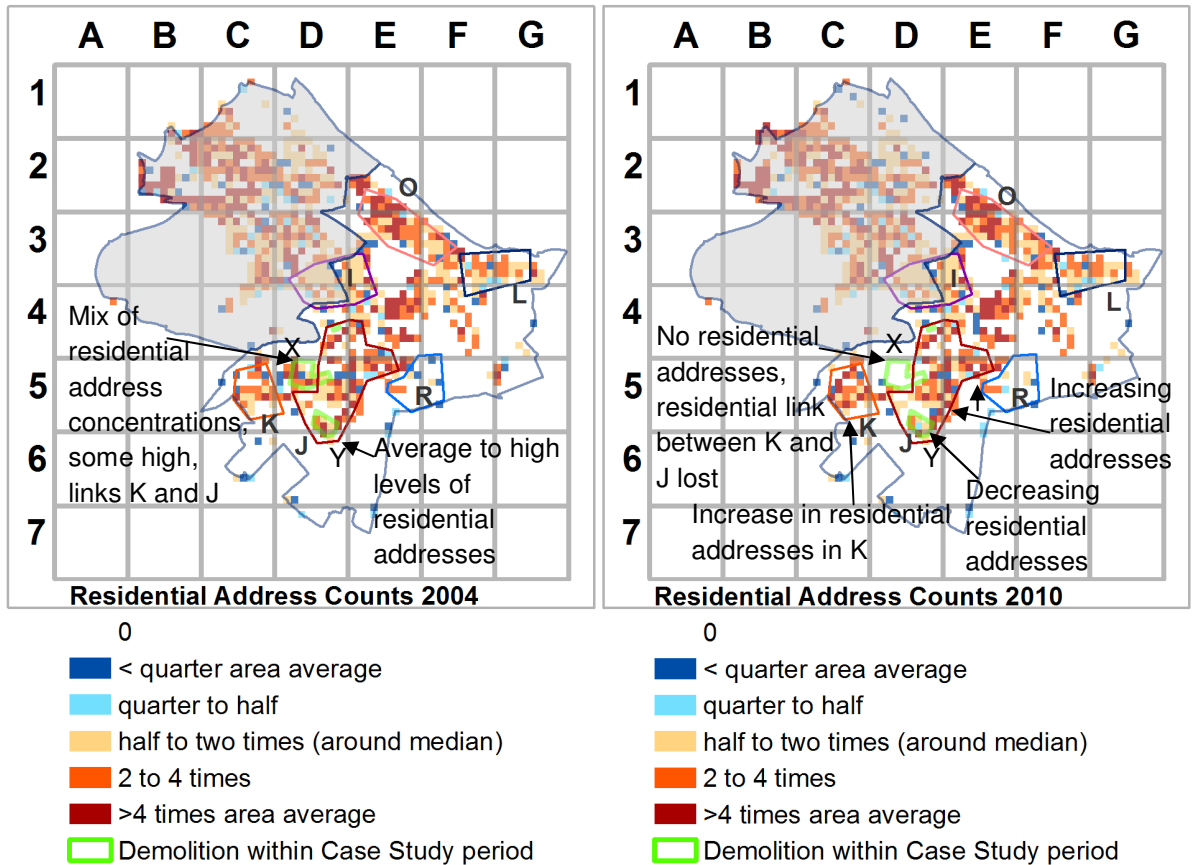 A B C D E F G
1
2
3
4
5
6
7
O
I
L
X
K
R
J
Y
Mix of
residential
address
concentrations,
some high,
links K and J
Average to high
levels of
residential
addresses
Residential Address Counts 2004
0
< quarter area average
quarter to half
half to two times (around median)
2 to 4 times
>4 times area average
Demolition within Case Study period
A B C D E F G
1
2
3
4
5
6
7
O
I
L
X
K
R
J
Y
No residential
addresses,
residential link
between K and
J lost
Increasing
residential
addresses
Increase in residential
addresses in K
Decreasing
residential
addresses
Residential Address Counts 2010
0
< quarter area average
quarter to half
half to two times (around median)
2 to 4 times
>4 times area average
Demolition within Case Study period